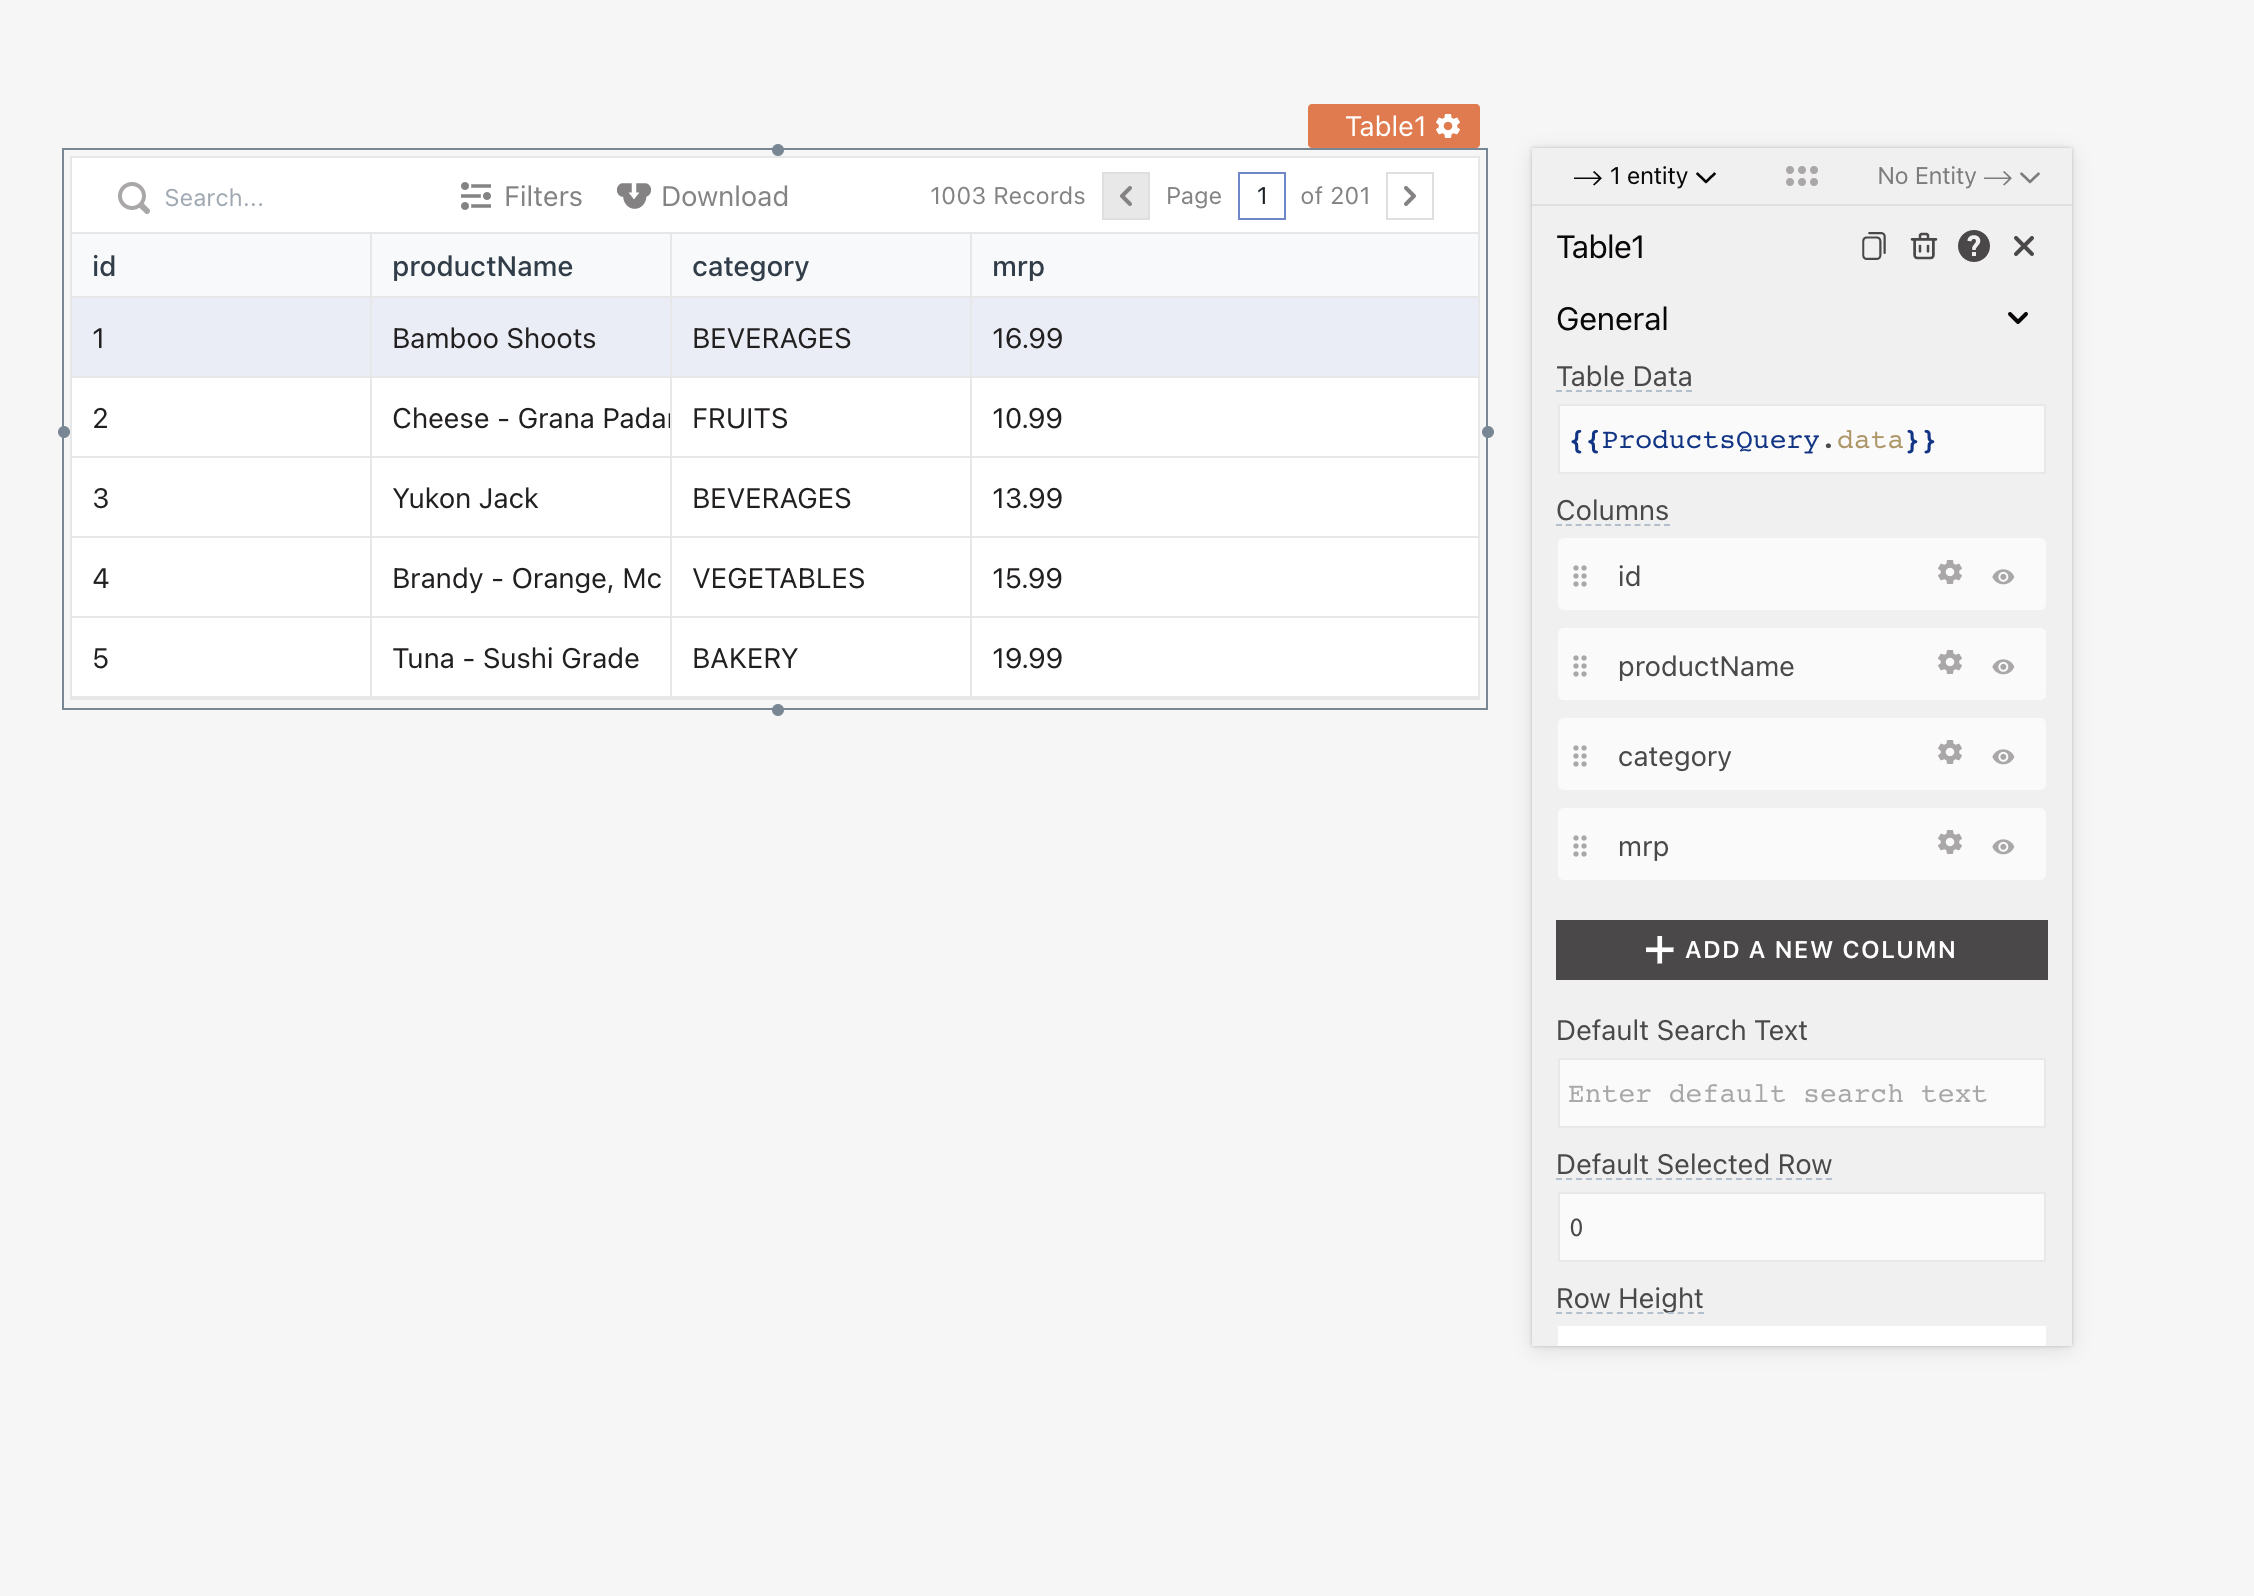 Table1
Search...
Filters
Download
1003 Records
Page
1
of 201
id productName category mrp
1 Bamboo Shoots BEVERAGES 16.99
2 Cheese - Grana Padan FRUITS 10.99
3 Yukon Jack BEVERAGES 13.99
4 Brandy - Orange, Mc VEGETABLES 15.99
5 Tuna - Sushi Grade BAKERY 19.99
1 entity
No Entity
Table1
General
Table Data
{{ProductsQuery.data}}
Columns
id
productName
category
mrp
ADD A NEW COLUMN
Default Search Text
Enter default search text
Default Selected Row
0
Row Height